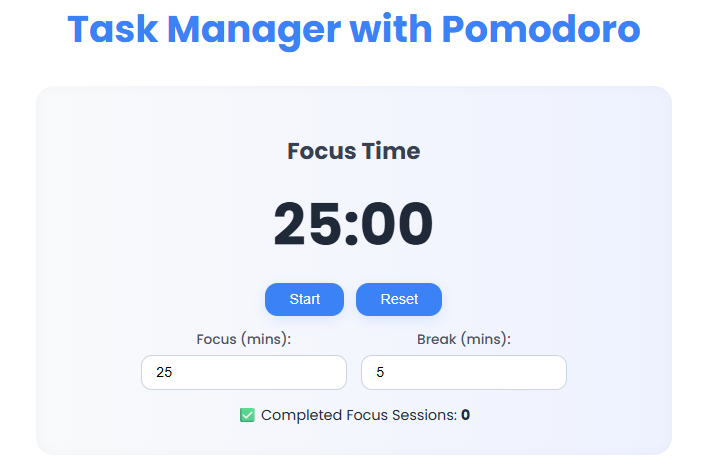 Task Manager with Pomodoro
Focus Time
25:00
Start Reset
Focus (mins): Break (mins):
25 5
✅ Completed Focus Sessions: 0